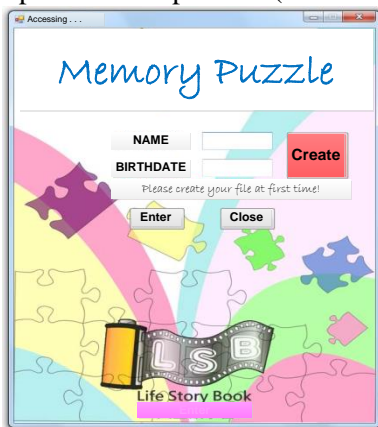 Accessing . . .
Memory Puzzle
NAME
BIRTHDATE
Create
Please create your file at first time!
Enter
Close
LSB
Life Story Book